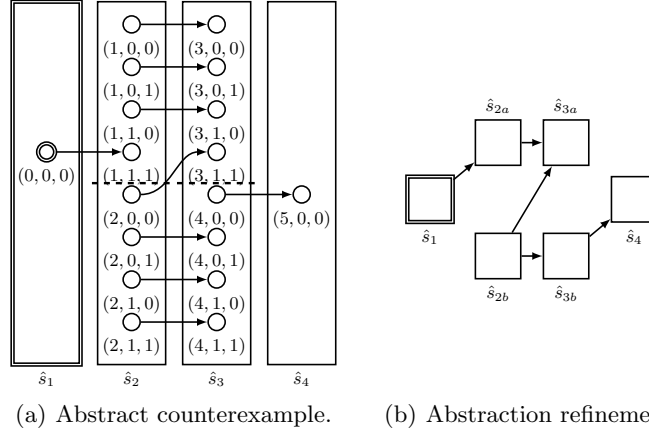 (1,0,0) (3,0,0)
(1,0,1) (3,0,1)
(1,1,0) (3,1,0)
(0,0,0) (1,1,1) (3,1,1)
(2,0,0) (4,0,0) (5,0,0)
(2,0,1) (4,0,1)
(2,1,0) (4,1,0)
(2,1,1) (4,1,1)
ŝ1 ŝ2 ŝ3 ŝ4
(a) Abstract counterexample.
ŝ2a ŝ3a
ŝ1 ŝ4
ŝ2b ŝ3b
(b) Abstraction refineme